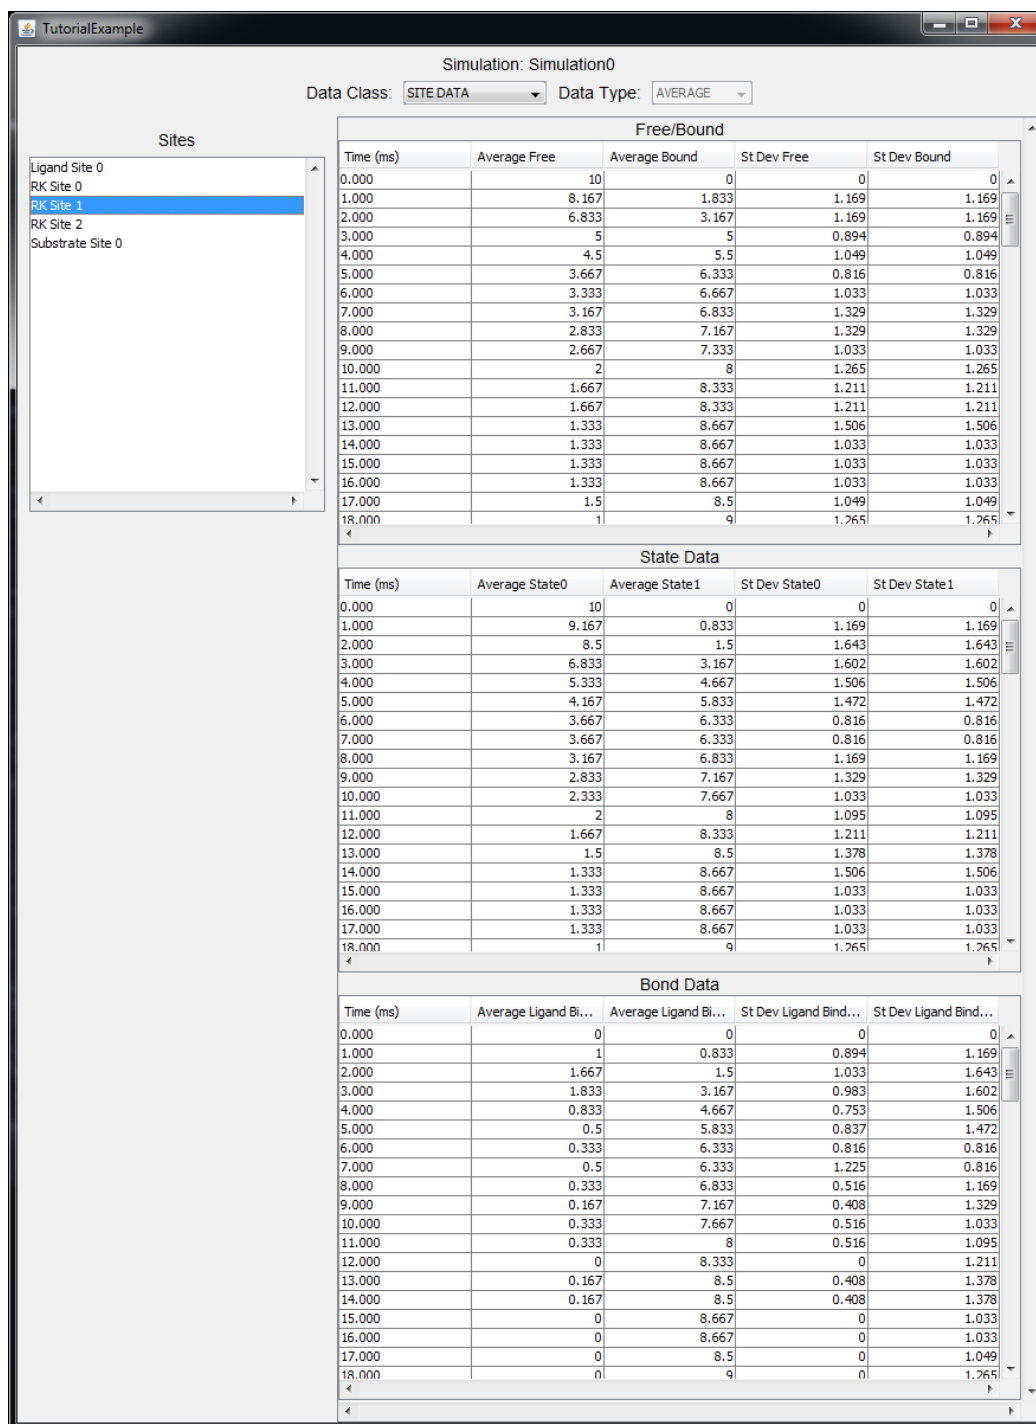 TutorialExample
Simulation: Simulation0
Data Class: SITE DATA Data Type: AVERAGE
Sites
Ligand Site 0
RK Site 0
RK Site 1
RK Site 2
Substrate Site 0
Free/Bound
Time (ms) Average Free Average Bound St Dev Free St Dev Bound
0.000 10 0 0 0
1.000 8.167 1.833 1.169 1.169
2.000 6.833 3.167 1.169 1.169
3.000 5 5 0.894 0.894
4.000 4.5 5.5 1.049 1.049
5.000 3.667 6.333 0.816 0.816
6.000 3.333 6.667 1.033 1.033
7.000 3.167 6.833 1.329 1.329
8.000 2.833 7.167 1.329 1.329
9.000 2.667 7.333 1.033 1.033
10.000 2 8 1.265 1.265
11.000 1.667 8.333 1.211 1.211
12.000 1.667 8.333 1.211 1.211
13.000 1.333 8.667 1.506 1.506
14.000 1.333 8.667 1.033 1.033
15.000 1.333 8.667 1.033 1.033
16.000 1.333 8.667 1.033 1.033
17.000 1.5 8.5 1.049 1.049
18.000 1 9 1.265 1.265
State Data
Time (ms) Average State0 Average State1 St Dev State0 St Dev State1
0.000 10 0 0 0
1.000 9.167 0.833 1.169 1.169
2.000 8.5 1.5 1.643 1.643
3.000 6.833 3.167 1.602 1.602
4.000 5.333 4.667 1.506 1.506
5.000 4.167 5.833 1.472 1.472
6.000 3.667 6.333 0.816 0.816
7.000 3.667 6.333 0.816 0.816
8.000 3.167 6.833 1.169 1.169
9.000 2.833 7.167 1.329 1.329
10.000 2.333 7.667 1.033 1.033
11.000 2 8 1.095 1.095
12.000 1.667 8.333 1.211 1.211
13.000 1.5 8.5 1.378 1.378
14.000 1.333 8.667 1.506 1.506
15.000 1.333 8.667 1.033 1.033
16.000 1.333 8.667 1.033 1.033
17.000 1.333 8.667 1.033 1.033
18.000 1 9 1.265 1.265
Bond Data
Time (ms) Average Ligand Bi... Average Ligand Bi... St Dev Ligand Bind... St Dev Ligand Bind...
0.000 0 0 0 0
1.000 1 0.833 0.894 1.169
2.000 1.667 1.5 1.033 1.643
3.000 1.833 3.167 0.983 1.602
4.000 0.833 4.667 0.753 1.506
5.000 0.5 5.833 0.837 1.472
6.000 0.333 6.333 0.816 0.816
7.000 0.5 6.333 1.225 0.816
8.000 0.333 6.833 0.516 1.169
9.000 0.167 7.167 0.408 1.329
10.000 0.333 7.667 0.516 1.033
11.000 0.333 8 0.516 1.095
12.000 0 8.333 0 1.211
13.000 0.167 8.5 0.408 1.378
14.000 0.167 8.5 0.408 1.378
15.000 0 8.667 0 1.033
16.000 0 8.667 0 1.033
17.000 0 8.5 0 1.049
18.000 0 9 0 1.265